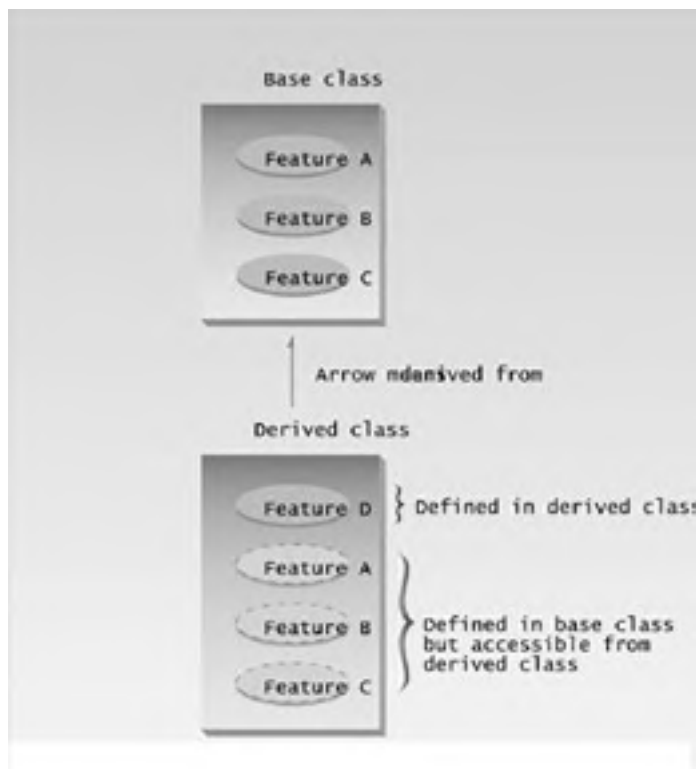 Base class
Feature A
Feature B
Feature C
Arrow from
Derived class
Feature D
Defined in derived class
Feature A
Feature B
Feature C
Defined in base class
but accessible from
derived class